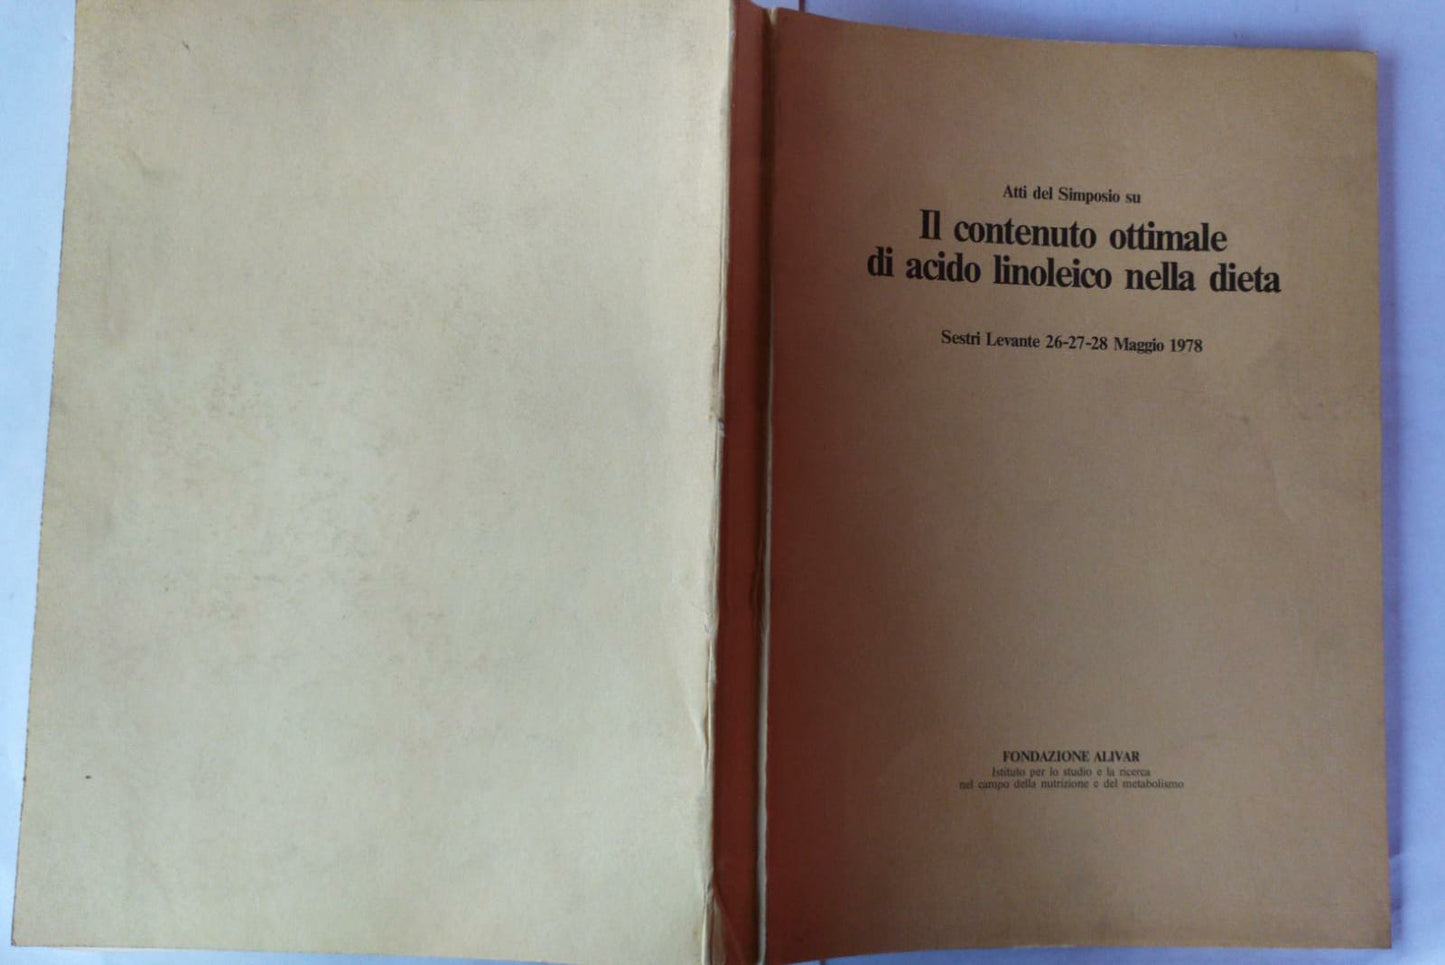 Atti del Simposio su
Il contenuto ottimale
di acido linoleico nella dieta
Sestri Levante 26-27-28 Maggio 1978
FONDAZIONE ALIVAR
Istituto per lo studio e la ricerca
nel campo della nutrizione e del metabolismo